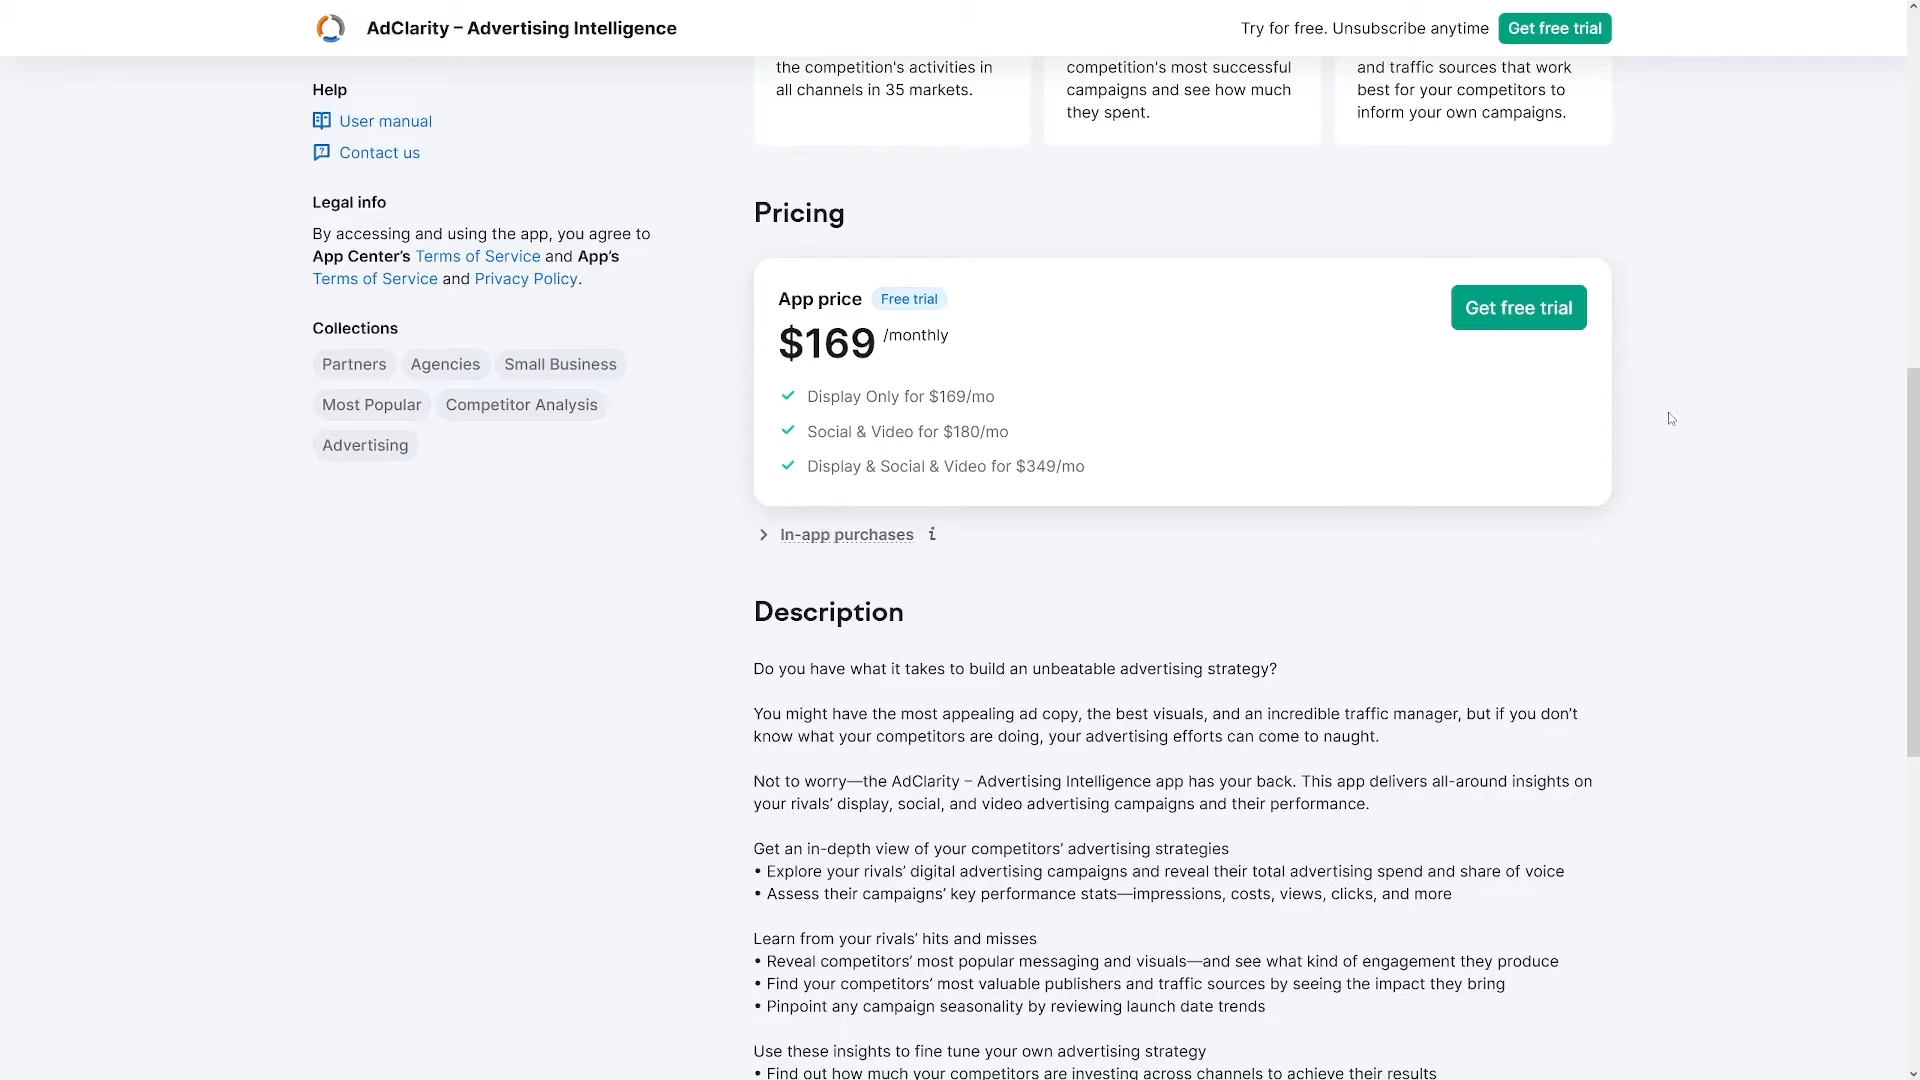 AdClarity – Advertising Intelligence
Try for free. Unsubscribe anytime
Get free trial
Help
User manual
Contact us
Legal info
By accessing and using the app, you agree to
App Center’s Terms of Service and App’s
Terms of Service and Privacy Policy.
Collections
Partners
Agencies
Small Business
Most Popular
Competitor Analysis
Advertising
the competition's activities in
all channels in 35 markets.
competition's most successful
campaigns and see how much
they spent.
and traffic sources that work
best for your competitors to
inform your own campaigns.
Pricing
App price
Free trial
$169 /monthly
Get free trial
Display Only for $169/mo
Social & Video for $180/mo
Display & Social & Video for $349/mo
In-app purchases i
Description
Do you have what it takes to build an unbeatable advertising strategy?
You might have the most appealing ad copy, the best visuals, and an incredible traffic manager, but if you don’t
know what your competitors are doing, your advertising efforts can come to naught.
Not to worry—the AdClarity – Advertising Intelligence app has your back. This app delivers all-around insights on
your rivals’ display, social, and video advertising campaigns and their performance.
Get an in-depth view of your competitors’ advertising strategies
• Explore your rivals’ digital advertising campaigns and reveal their total advertising spend and share of voice
• Assess their campaigns’ key performance stats—impressions, costs, views, clicks, and more
Learn from your rivals’ hits and misses
• Reveal competitors’ most popular messaging and visuals—and see what kind of engagement they produce
• Find your competitors’ most valuable publishers and traffic sources by seeing the impact they bring
• Pinpoint any campaign seasonality by reviewing launch date trends
Use these insights to fine tune your own advertising strategy
• Find out how much your competitors are investing across channels to achieve their results